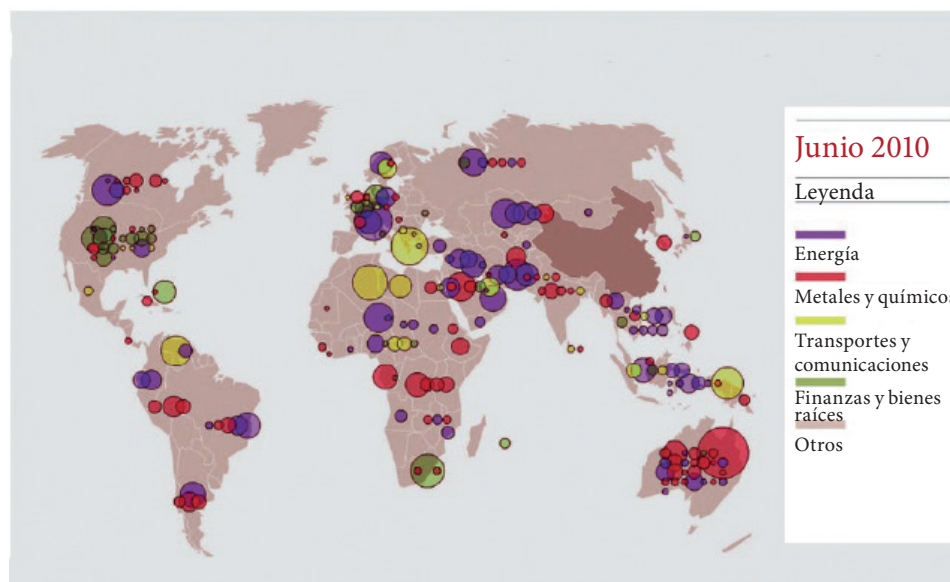 Junio 2010
Leyenda
Energía
Metales y químicos
Transportes y
comunicaciones
Finanzas y bienes
raíces
Otros